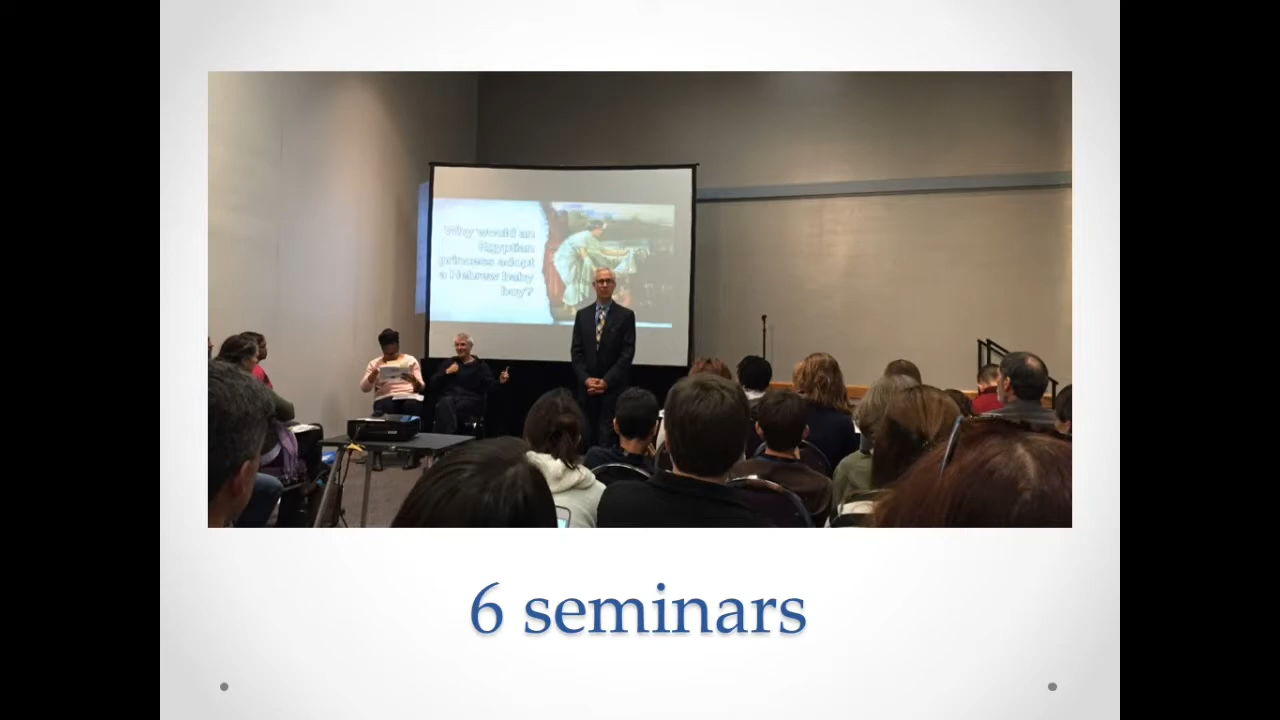 Why would an
Egyptian
princess adopt
a Hebrew baby
boy?
6 seminars